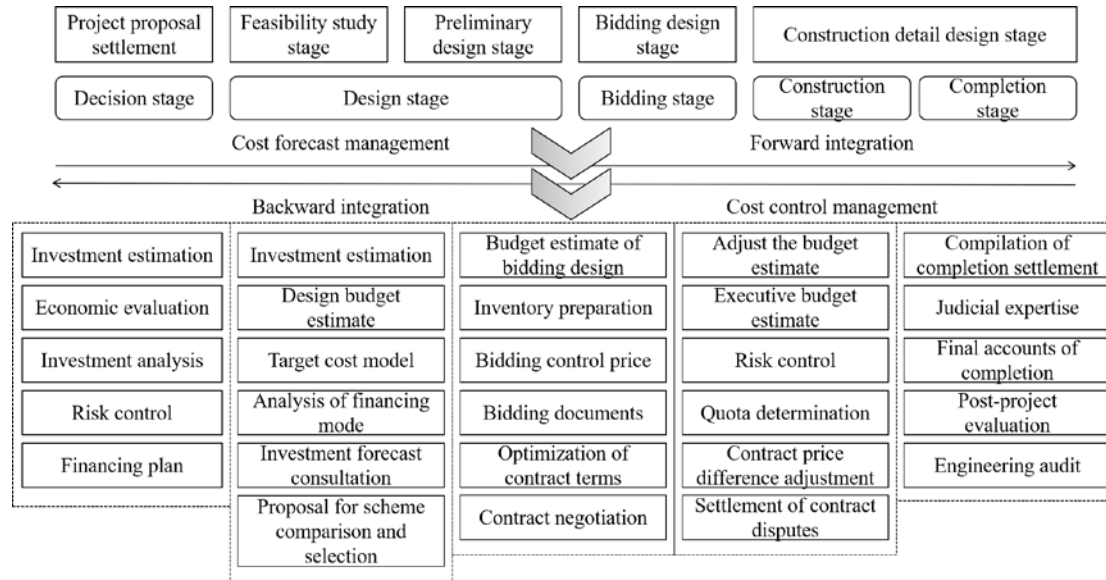 Project proposal
settlement
Feasibility study
stage
Preliminary
design stage
Bidding design
stage
Construction detail design stage
Decision stage
Design stage
Bidding stage
Construction
stage
Completion
stage
Cost forecast management
Forward integration
Backward integration
Cost control management
Investment estimation
Economic evaluation
Investment analysis
Risk control
Financing plan
Investment estimation
Design budget
estimate
Target cost model
Analysis of financing
mode
Investment forecast
consultation
Proposal for scheme
comparison and
selection
Budget estimate of
bidding design
Inventory preparation
Bidding control price
Bidding documents
Optimization of
contract terms
Contract negotiation
Adjust the budget
estimate
Executive budget
estimate
Risk control
Quota determination
Contract price
difference adjustment
Settlement of contract
disputes
Compilation of
completion settlement
Judicial expertise
Final accounts of
completion
Post-project
evaluation
Engineering audit